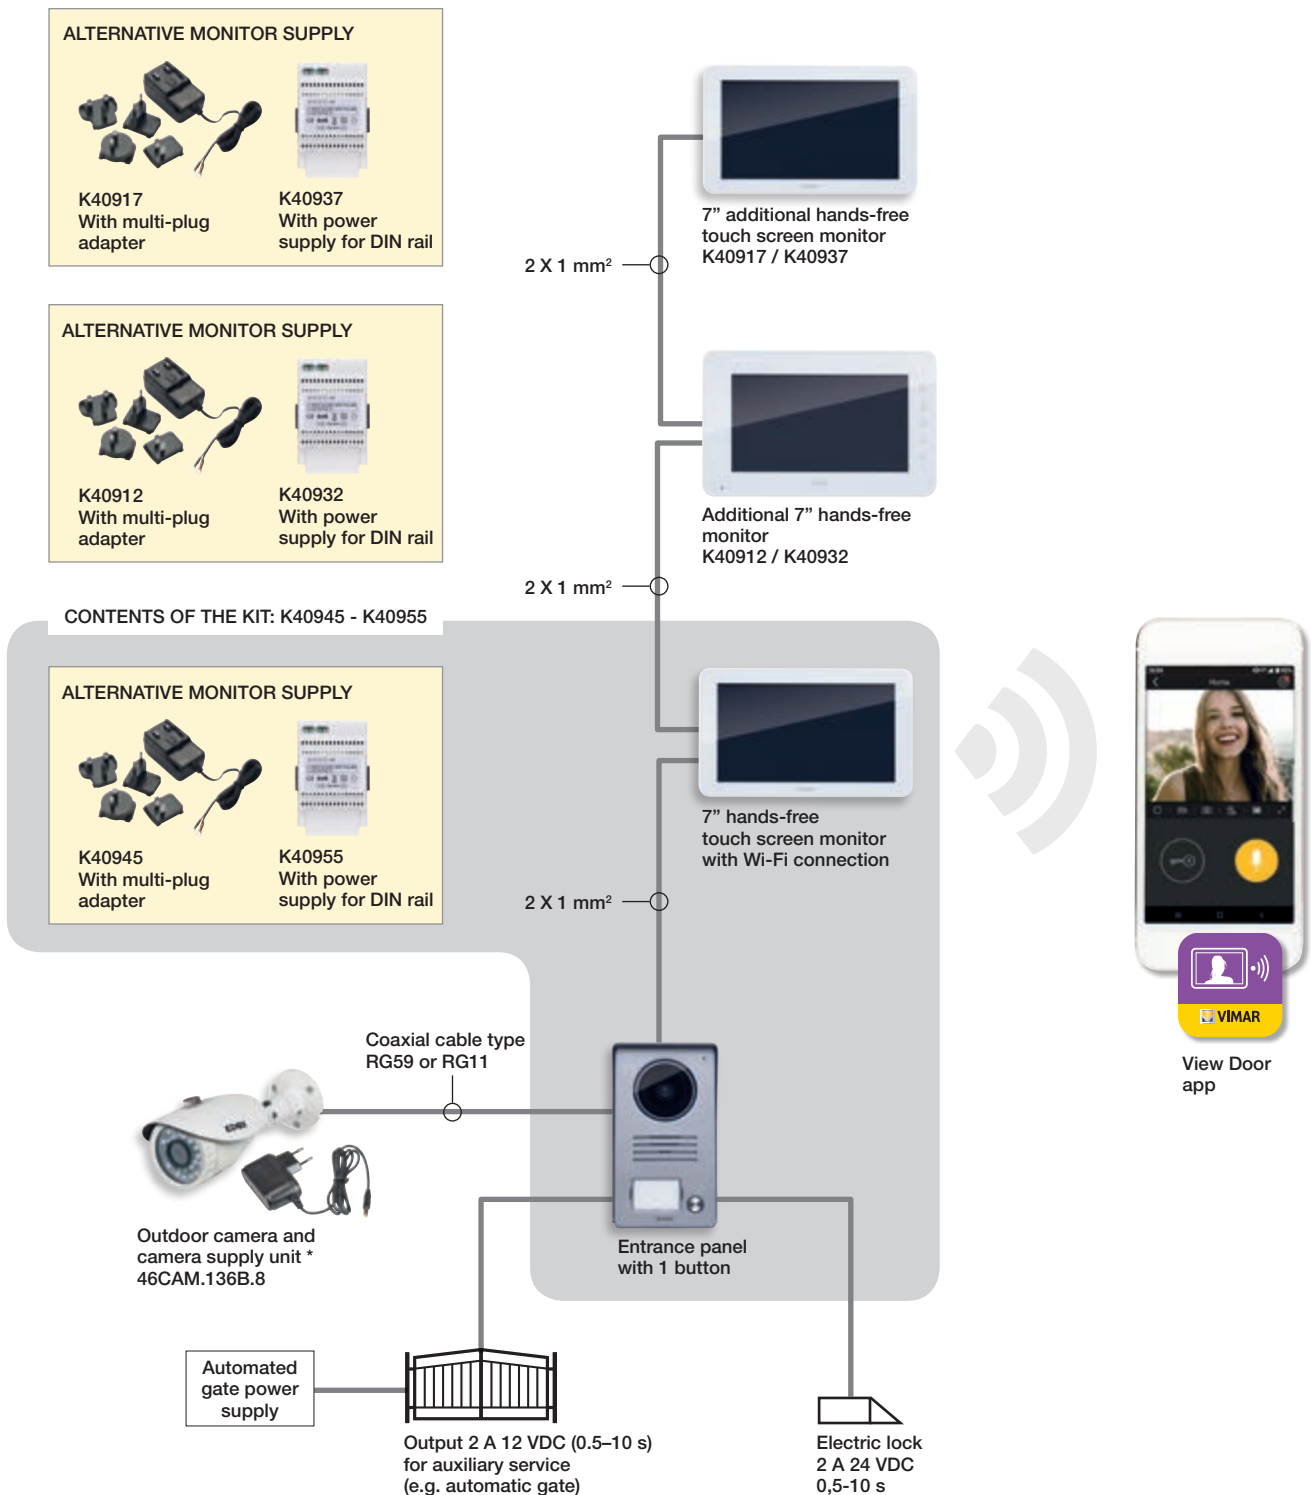 ALTERNATIVE MONITOR SUPPLY
K40917
With multi-plug
adapter
K40937
With power
supply for DIN rail
7” additional hands-free
touch screen monitor
K40917 / K40937
2 X 1 mm²
ALTERNATIVE MONITOR SUPPLY
K40912
With multi-plug
adapter
K40932
With power
supply for DIN rail
Additional 7” hands-free
monitor
K40912 / K40932
2 X 1 mm²
CONTENTS OF THE KIT: K40945 - K40955
ALTERNATIVE MONITOR SUPPLY
K40945
With multi-plug
adapter
K40955
With power
supply for DIN rail
7” hands-free
touch screen monitor
with Wi-Fi connection
2 X 1 mm²
Home
VIMAR
View Door
app
Coaxial cable type
RG59 or RG11
Outdoor camera and
camera supply unit *
46CAM.136B.8
Entrance panel
with 1 button
Automated
gate power
supply
Output 2 A 12 VDC (0.5–10 s)
for auxiliary service
(e.g. automatic gate)
Electric lock
2 A 24 VDC
0,5-10 s